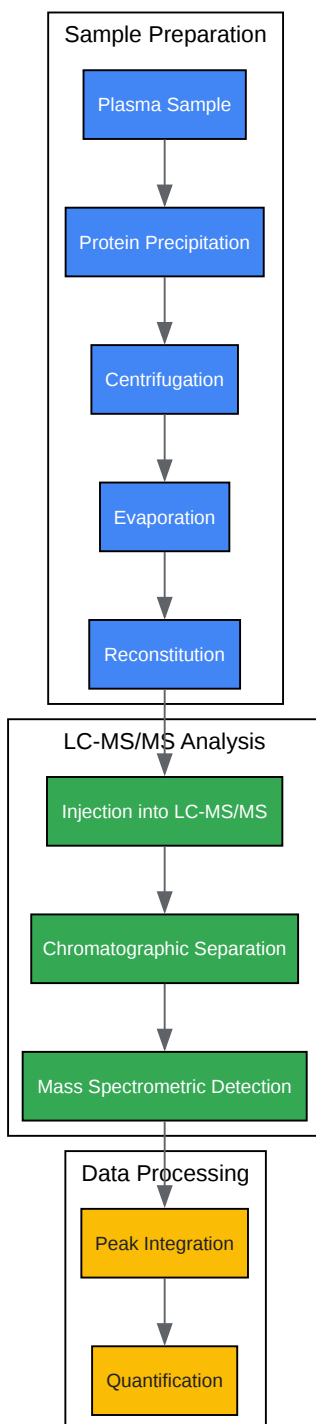 Sample Preparation
Plasma Sample
Protein Precipitation
Centrifugation
Evaporation
Reconstitution
LC-MS/MS Analysis
Injection into LC-MS/MS
Chromatographic Separation
Mass Spectrometric Detection
Data Processing
Peak Integration
Quantification